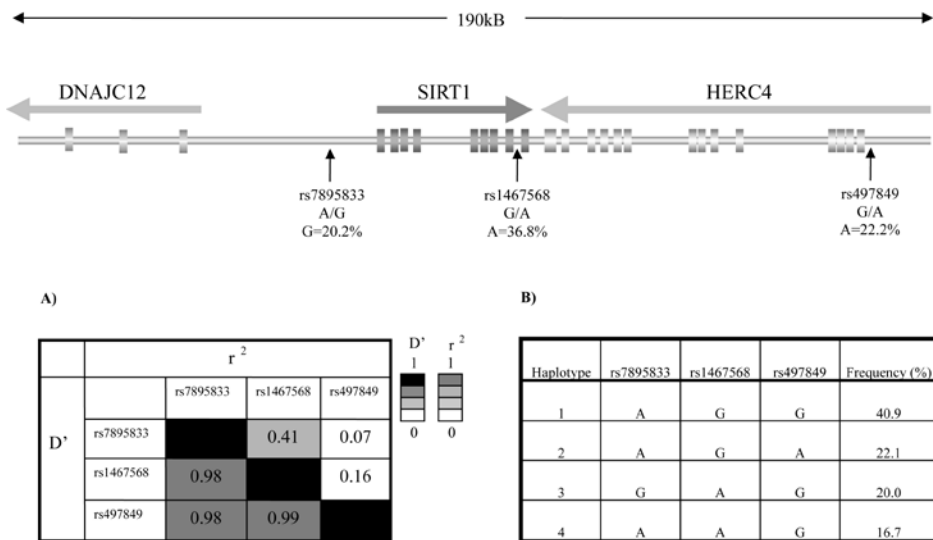 190kB
DNAJC12 SIRT1 HERC4
rs7895833 rs1467568 rs497849
A/G G/A G/A
G=20.2% A=36.8% A=22.2%
A) B)
r 2
D' r 2
1 1
0 0
rs7895833 rs1467568 rs497849
D'
rs7895833 0.41 0.07
rs1467568 0.98 0.16
rs497849 0.98 0.99
Haplotype rs7895833 rs1467568 rs497849 Frequency (%)
1 A G G 40.9
2 A G A 22.1
3 G A G 20.0
4 A A G 16.7